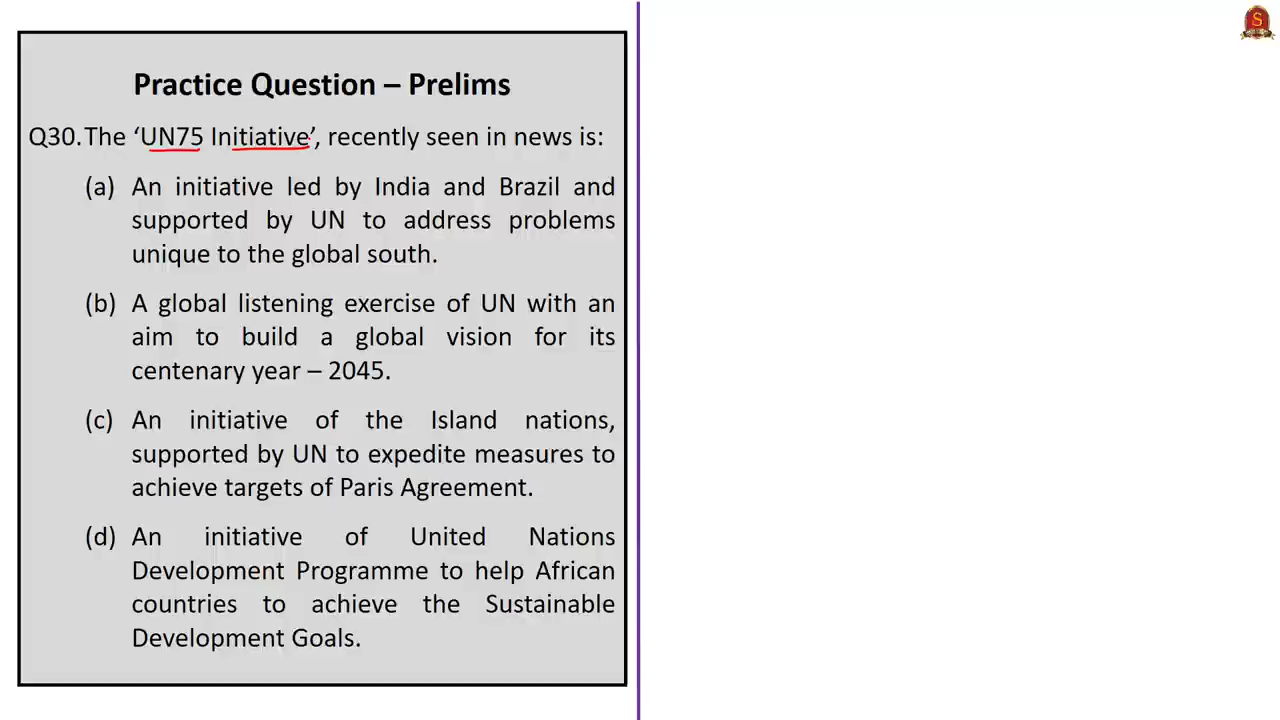 Practice Question – Prelims
Q30. The ‘UN75 Initiative’, recently seen in news is:
(a) An initiative led by India and Brazil and
supported by UN to address problems
unique to the global south.
(b) A global listening exercise of UN with an
aim to build a global vision for its
centenary year – 2045.
(c) An initiative of the Island nations,
supported by UN to expedite measures to
achieve targets of Paris Agreement.
(d) An initiative of United Nations
Development Programme to help African
countries to achieve the Sustainable
Development Goals.
S